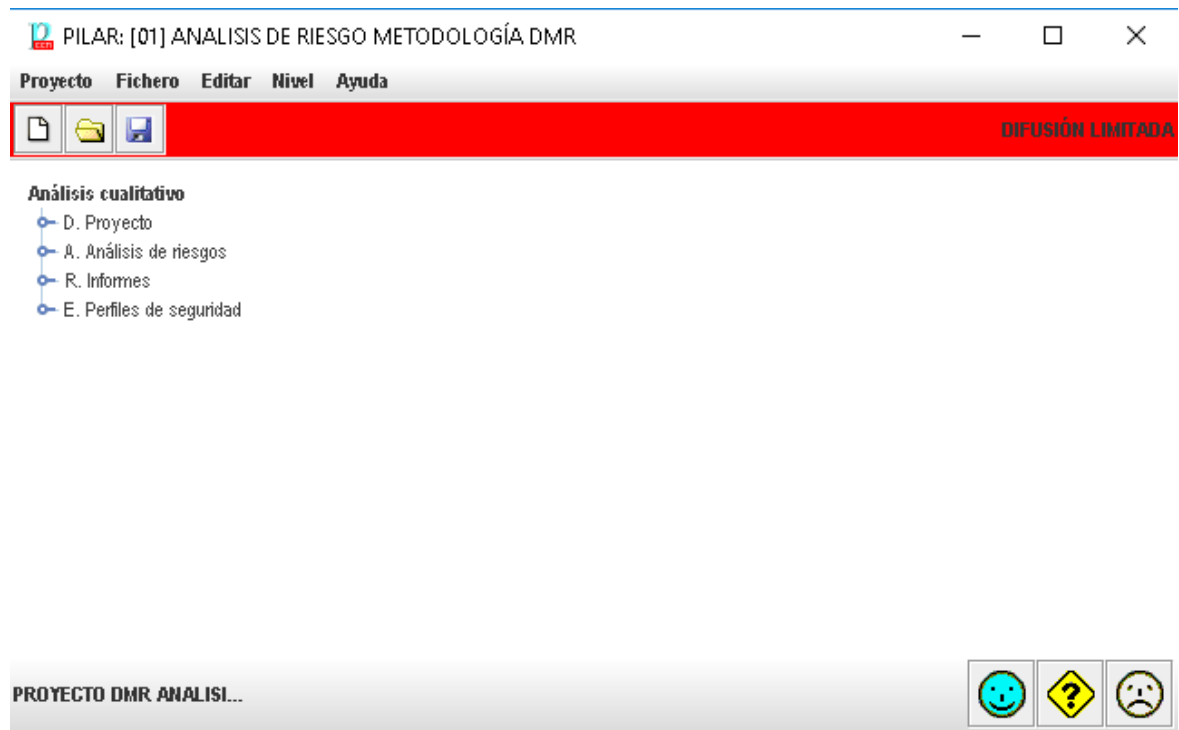 PILAR: [01] ANALISIS DE RIESGO METODOLOGÍA DMR
Proyecto Fichero Editar Nivel Ayuda
DIFUSIÓN LIMITADA
Análisis cualitativo
D. Proyecto
A. Análisis de riesgos
R. Informes
E. Perfiles de seguridad
PROYECTO DMR ANALISI...
?